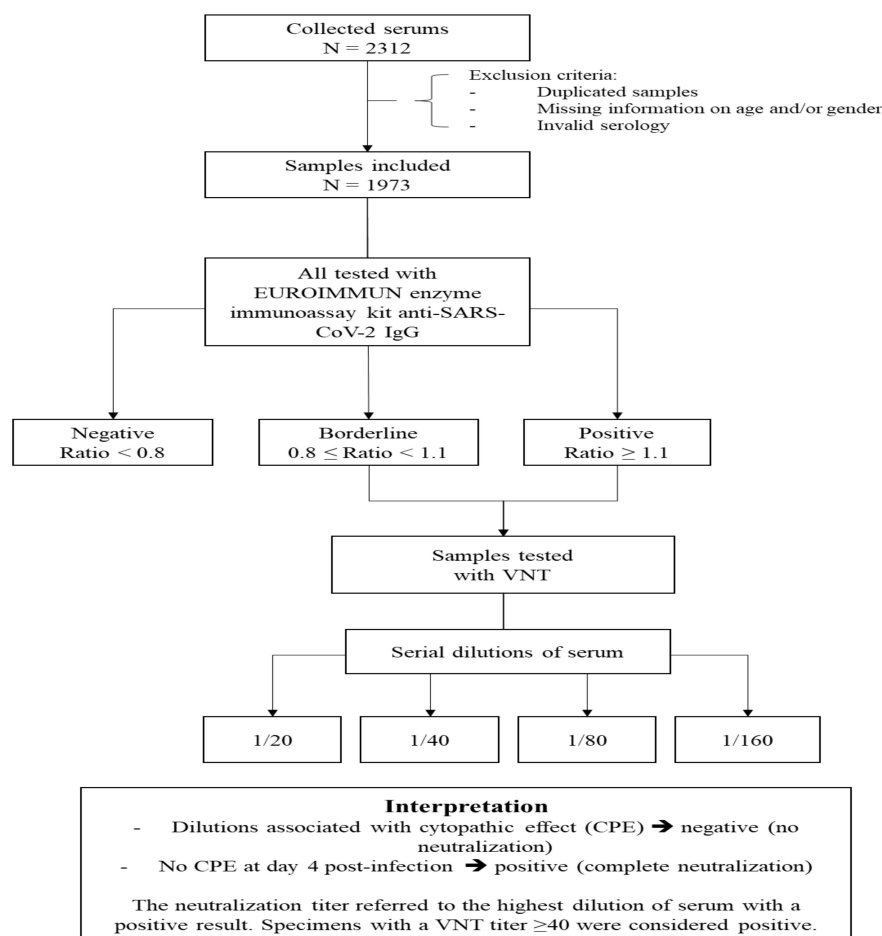 Collected serums
N = 2312
Exclusion criteria:
- Duplicated samples
- Missing information on age and/or gender
- Invalid serology
Samples included
N = 1973
All tested with
EUROIMMUN enzyme
immunoassay kit anti-SARS-
CoV-2 IgG
Negative
Ratio < 0.8
Borderline
0.8 ≤ Ratio < 1.1
Positive
Ratio ≥ 1.1
Samples tested
with VNT
Serial dilutions of serum
1/20
1/40
1/80
1/160
Interpretation
- Dilutions associated with cytopathic effect (CPE) ➔ negative (no
neutralization)
- No CPE at day 4 post-infection ➔ positive (complete neutralization)
The neutralization titer referred to the highest dilution of serum with a
positive result. Specimens with a VNT titer ≥40 were considered positive.